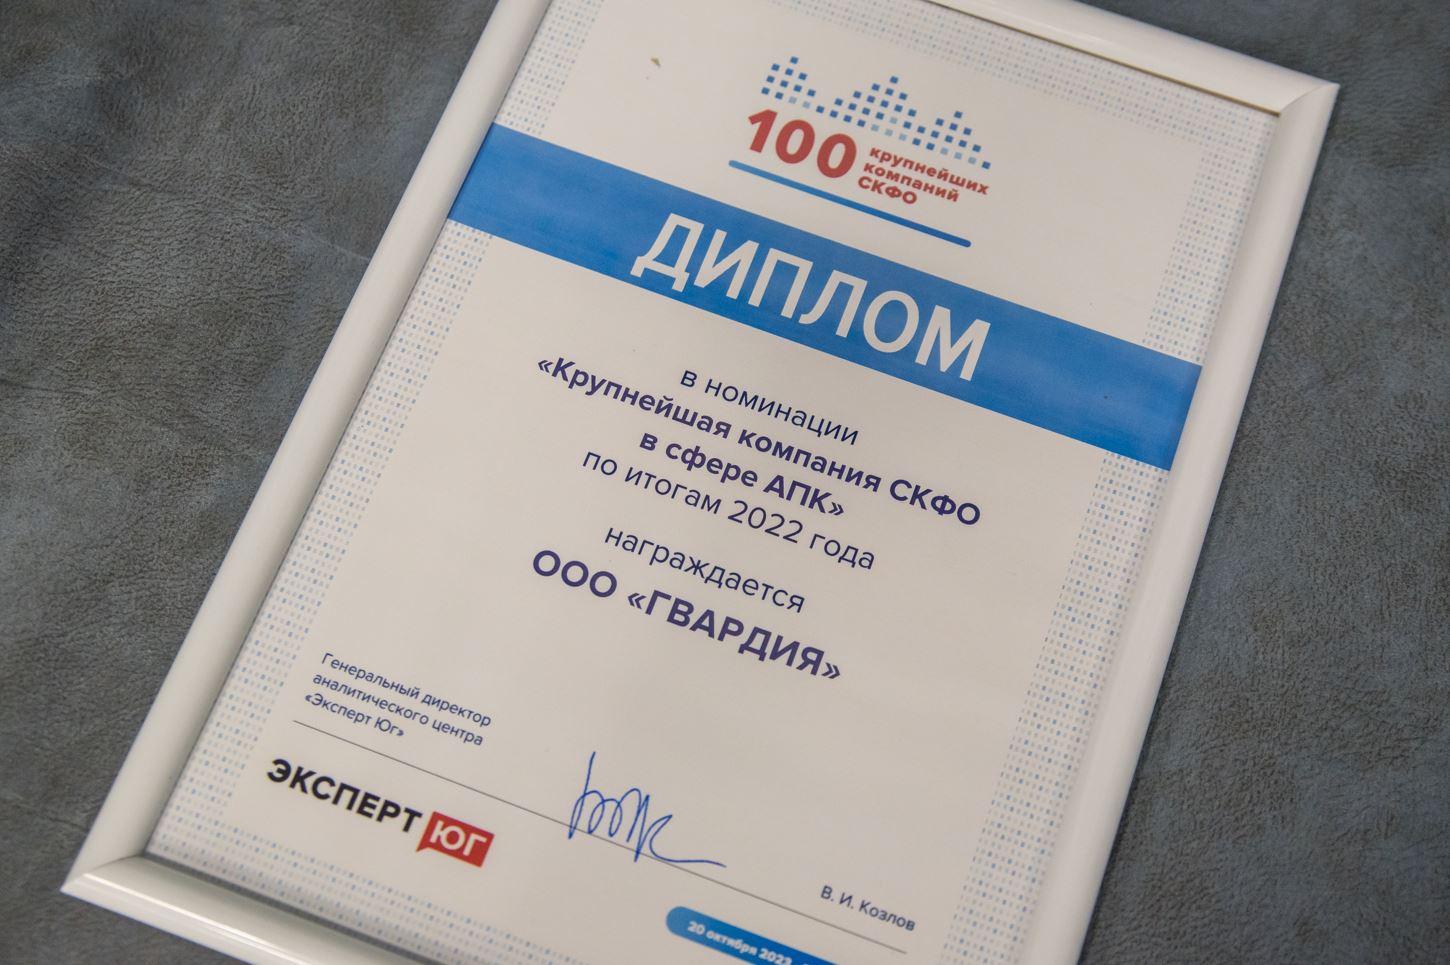 100 крупнейших
компаний
СКФО
ДИПЛОМ
в номинации
«Крупнейшая компания СКФО
в сфере АПК»
по итогам 2022 года
награждается
ООО «ГВАРДИЯ»
Генеральный директор
аналитического центра
«Эксперт Юг»
ЭКСПЕРТ ЮГ
В. И. Козлов
20 октября